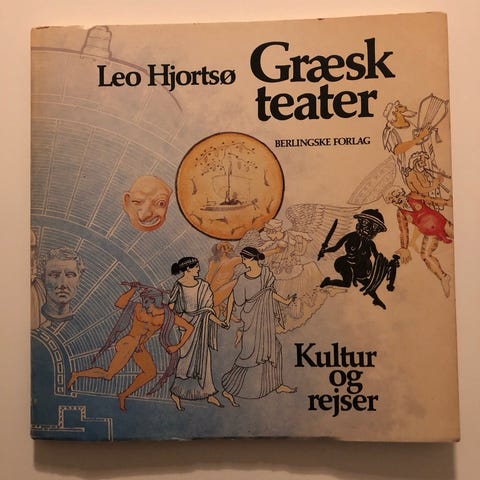 Leo Hjortsø
Græsk
teater
BERLINGSKE FORLAG
Kultur
og
rejser